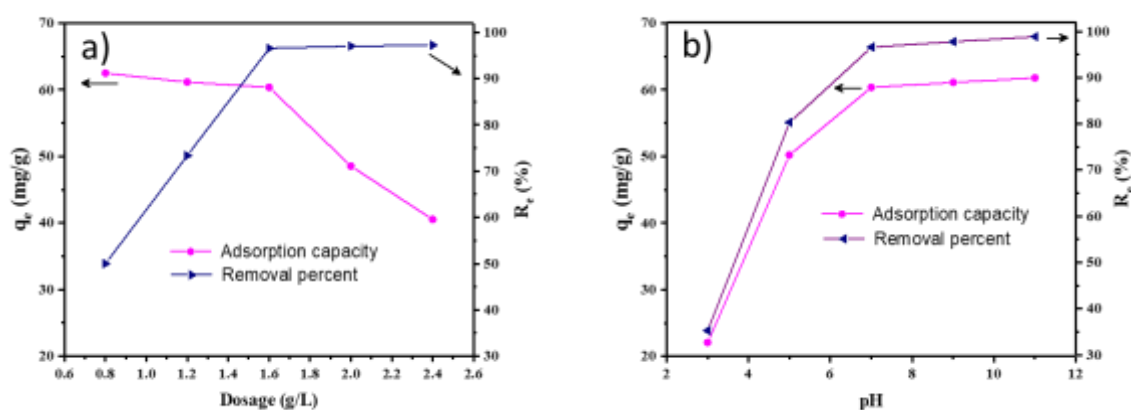 a)
70
60
50
40
30
20
qe (mg/g)
100
90
80
70
60
50
40
30
Re (%)
Adsorption capacity
Removal percent
0.6 0.8 1.0 1.2 1.4 1.6 1.8 2.0 2.2 2.4 2.6
Dosage (g/L)
b)
70
60
50
40
30
20
qe (mg/g)
100
90
80
70
60
50
40
30
Re (%)
Adsorption capacity
Removal percent
2 4 6 8 10 12
pH